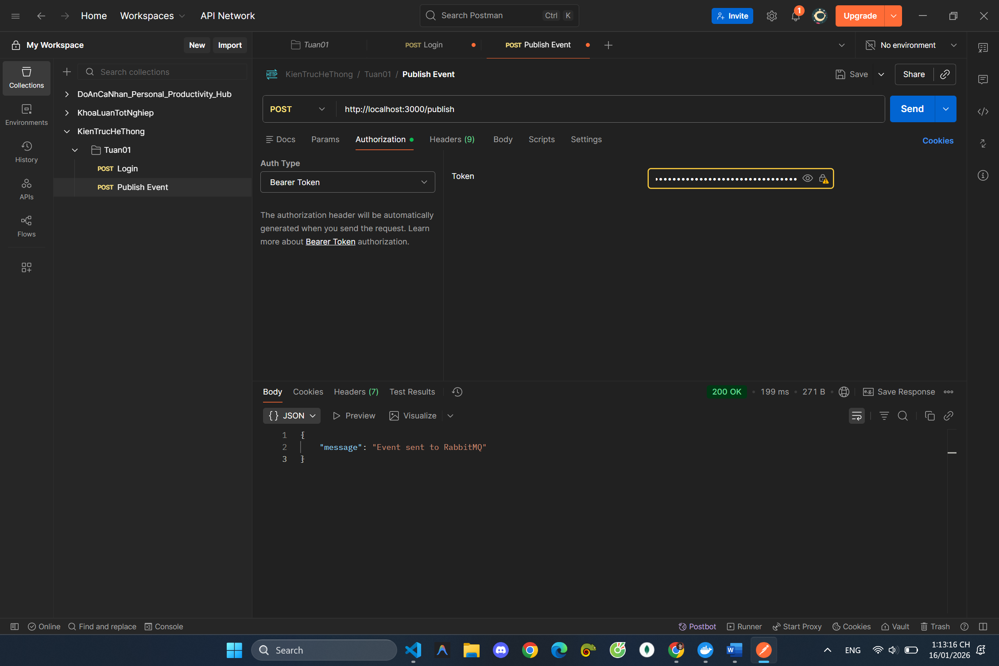 Home Workspaces API Network Search Postman Ctrl K Invite 1 Upgrade
My Workspace New Import Tuan01 POST Login POST Publish Event No environment
Collections
Environments
History
APIs
Flows
Search collections
DoAnCaNhan_Personal_Productivity_Hub
KhoaLuanTotNghiep
KienTrucHeThong
Tuan01
POST Login
POST Publish Event
HTTP KienTrucHeThong / Tuan01 / Publish Event Save Share
POST http://localhost:3000/publish Send
Docs Params Authorization Headers (9) Body Scripts Settings Cookies
Auth Type
Bearer Token
The authorization header will be automatically
generated when you send the request. Learn
more about Bearer Token authorization.
Token ••••••••••••••••••••••••••••••••••
Body Cookies Headers (7) Test Results 200 OK • 199 ms • 271 B • e.g. Save Response
{} JSON Preview Visualize
1 {
2 "message": "Event sent to RabbitMQ"
3 }
Online Find and replace Console Postbot Runner Start Proxy Cookies Vault Trash
Search ENG 1:13:16 CH
16/01/2026